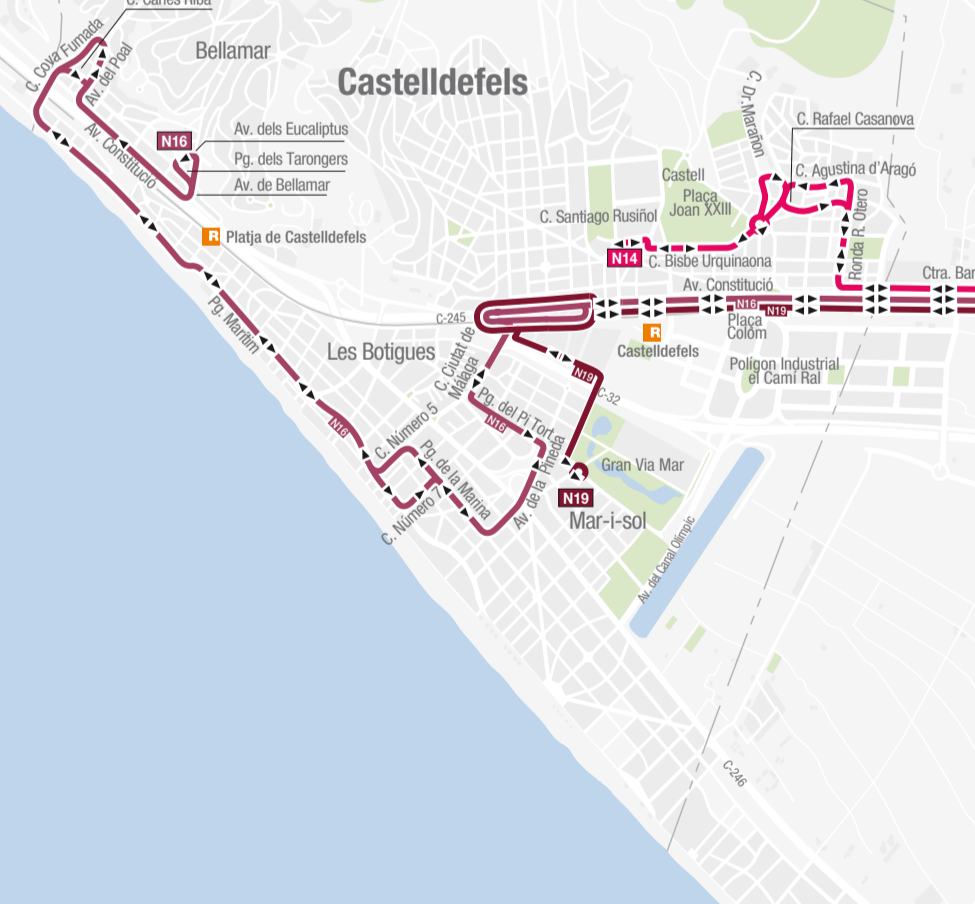 C. Carles Riba
C. Cova Fumada
Av. del Poal
Bellamar
Castelldefels
N16
Av. dels Eucaliptus
Pg. dels Tarongers
Av. de Bellamar
Av. Constitució
R Platja de Castelldefels
C. Dr. Marañon
C. Rafael Casanova
C. Agustina d'Aragó
Castell
Plaça
Joan XXIII
C. Santiago Rusiñol
N14
C. Bisbe Urquinaona
Ronda R. Otero
Ctra. Bar
Av. Constitució
N16
N19
Plaça
Colom
C-245
R
Castelldefels
Polígon Industrial
el Camí Ral
Pg. Marítim
Les Botigues
C. Ciutat de
Màlaga
N19
C-32
Pg. del Pi Tort
N16
N16
C. Número 5
Pg. de la Marina
C. Número 7
Av. de la Pineda
Gran Via Mar
N19
Mar-i-sol
Av. del Canal Olímpic
C-246